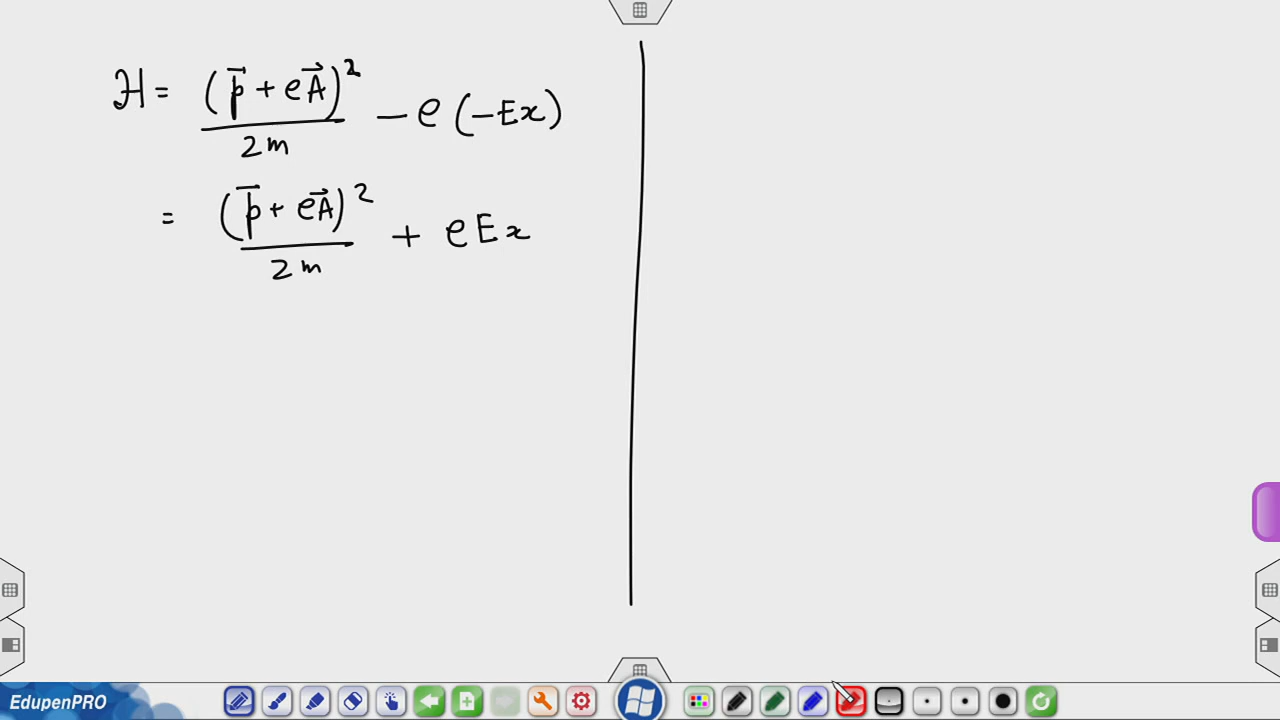 H = (p̄ + eA⃗)² / 2m − e(−Ex)
= (p̄ + eA⃗)² / 2m + eEx
EdupenPRO